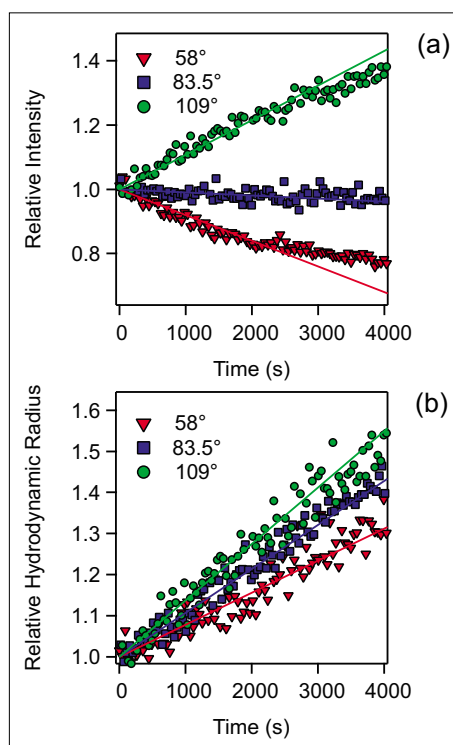 (a)
58°
83.5°
109°
Relative Intensity
1.4
1.2
1.0
0.8
0 1000 2000 3000 4000
Time (s)
(b)
58°
83.5°
109°
Relative Hydrodynamic Radius
1.6
1.5
1.4
1.3
1.2
1.1
1.0
0 1000 2000 3000 4000
Time (s)